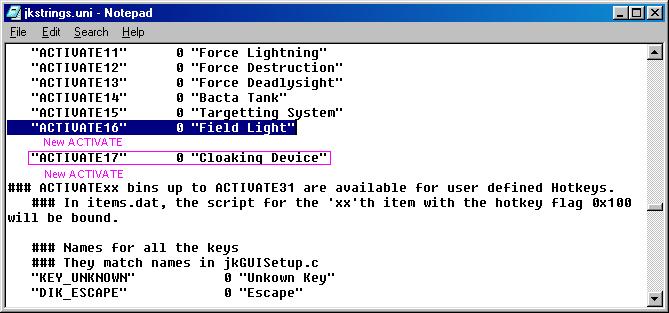 jkstrings.uni - Notepad
File Edit Search Help
"ACTIVATE11" 0 "Force Lightning"
"ACTIVATE12" 0 "Force Destruction"
"ACTIVATE13" 0 "Force Deadlysight"
"ACTIVATE14" 0 "Bacta Tank"
"ACTIVATE15" 0 "Targetting System"
"ACTIVATE16" 0 "Field Light"
New ACTIVATE
"ACTIVATE17" 0 "Cloaking Device"
New ACTIVATE
### ACTIVATExx bins up to ACTIVATE31 are available for user defined Hotkeys.
### In items.dat, the script for the 'xx'th item with the hotkey flag 0x100
will be bound.
### Names for all the keys
### They match names in jkGUISetup.c
"KEY_UNKNOWN" 0 "Unkown Key"
"DIK_ESCAPE" 0 "Escape"